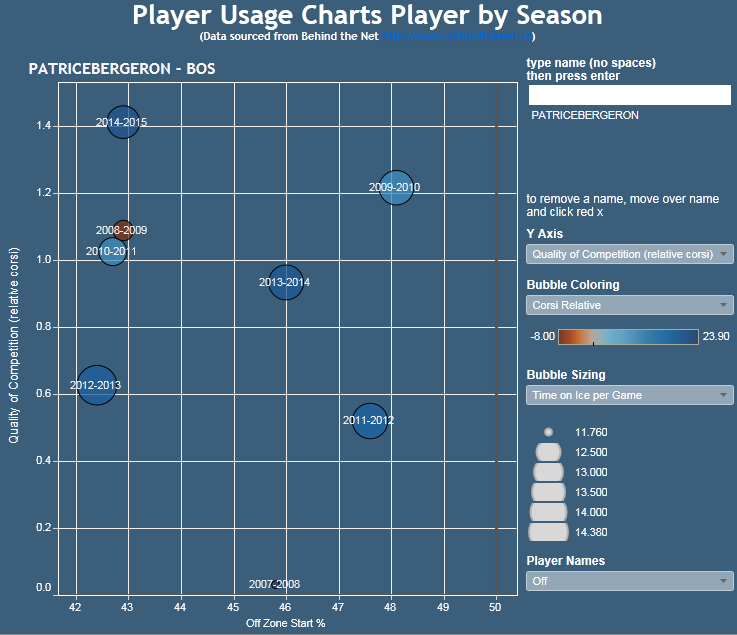 Player Usage Charts Player by Season
(Data sourced from Behind the Net http://www.behindthenet.ca)
PATRICEBERGERON - BOS
type name (no spaces)
then press enter
PATRICEBERGERON
to remove a name, move over name
and click red x
Y Axis
Quality of Competition (relative corsi)
Bubble Coloring
Corsi Relative
-8.00
23.90
Bubble Sizing
Time on Ice per Game
11.760
12.500
13.000
13.500
14.000
14.380
Player Names
Off
Quality of Competition (relative corsi)
1.4
1.2
1.0
0.8
0.6
0.4
0.2
0.0
2014-2015
2009-2010
2008-2009
2010-2011
2013-2014
2012-2013
2011-2012
2007-2008
42
43
44
45
46
47
48
49
50
Off Zone Start %